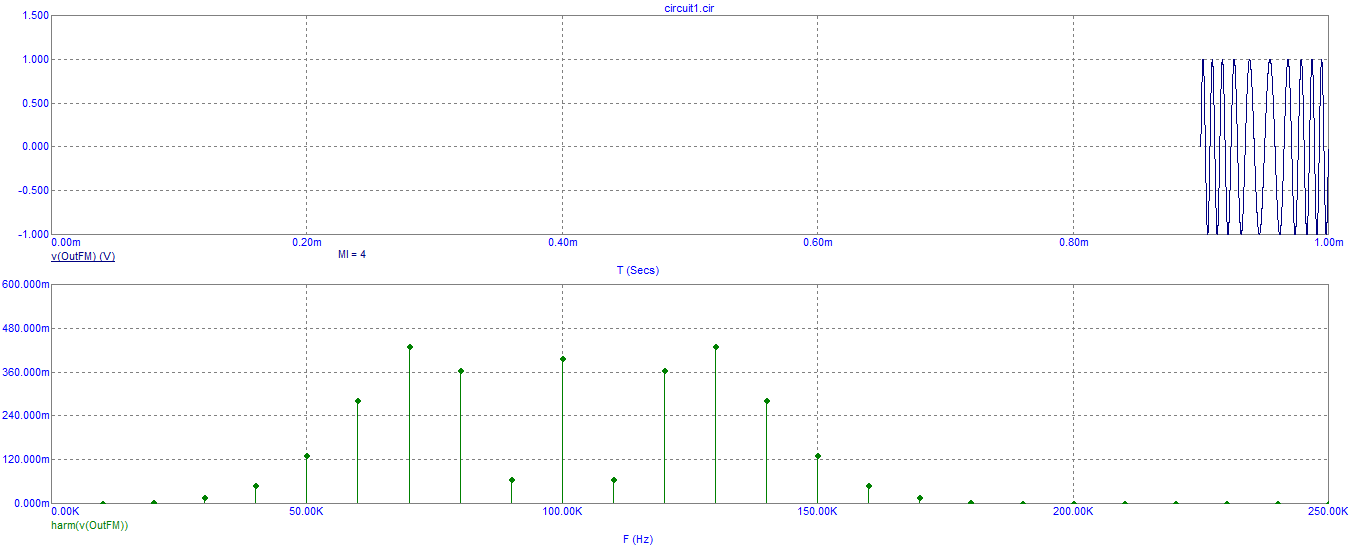 circuit1.cir
1.500
1.000
0.500
0.000
-0.500
-1.000
0.00m 0.20m 0.40m 0.60m 0.80m 1.00m
v(OutFM) (V) MI = 4
T (Secs)
600.000m
480.000m
360.000m
240.000m
120.000m
0.000m
0.00K 50.00K 100.00K 150.00K 200.00K 250.00K
harm(v(OutFM))
F (Hz)